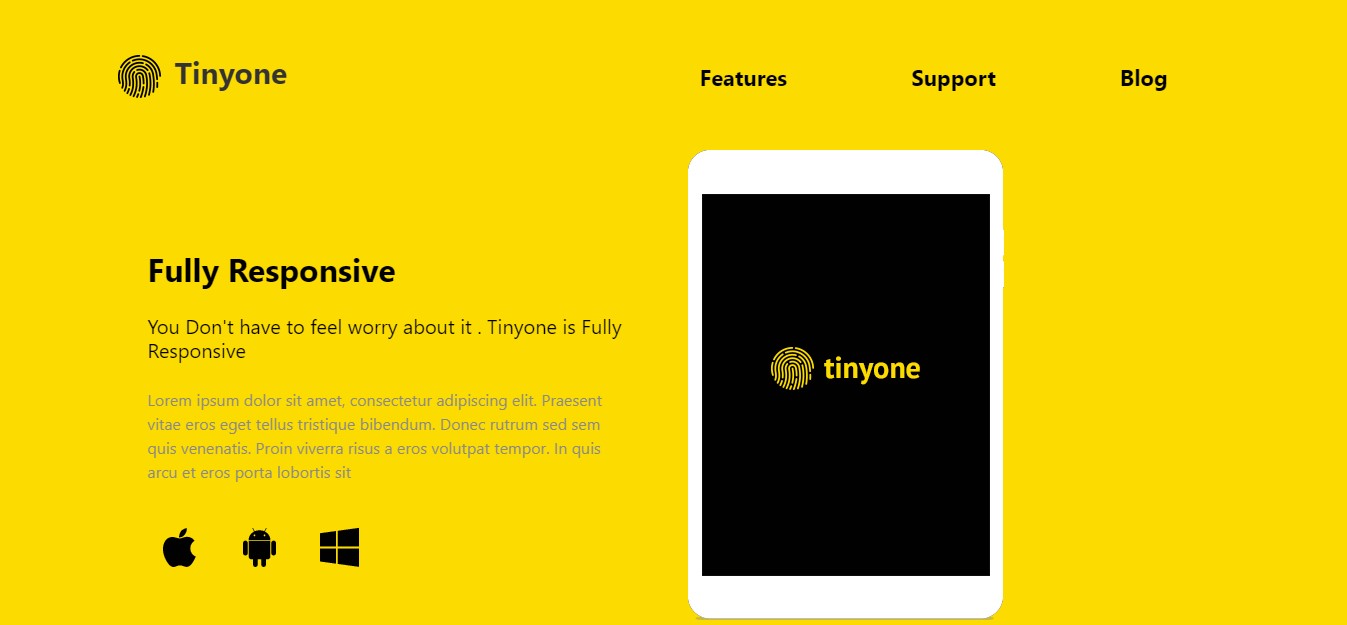 Tinyone
Features
Support
Blog
Fully Responsive
You Don't have to feel worry about it . Tinyone is Fully
Responsive
Lorem ipsum dolor sit amet, consectetur adipiscing elit. Praesent
vitae eros eget tellus tristique bibendum. Donec rutrum sed sem
quis venenatis. Proin viverra risus a eros volutpat tempor. In quis
arcu et eros porta lobortis sit
tinyone